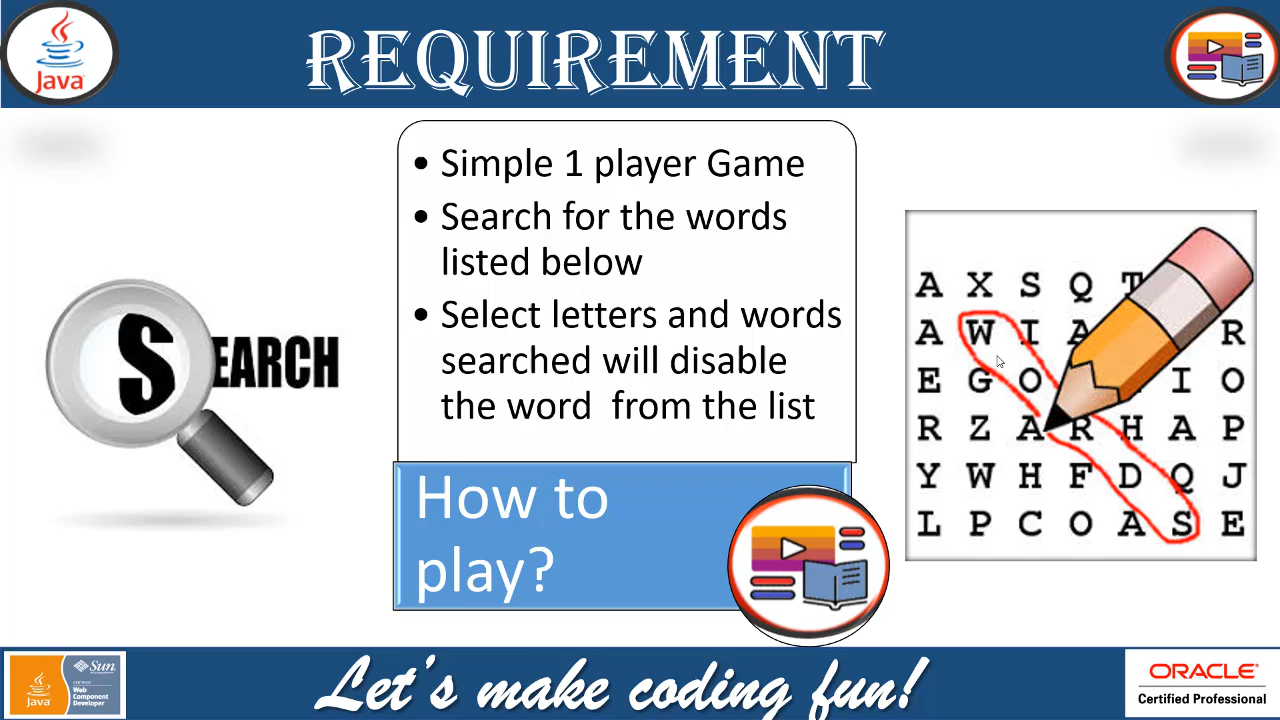 Java
REQUIREMENT
• Simple 1 player Game
• Search for the words
listed below
• Select letters and words
searched will disable
the word from the list
How to
play?
SEARCH
A X S Q T
A W I A R
E G O I O
R Z A R H A P
Y W H F D Q J
L P C O A S E
Java
Sun
CERTIFIED
Web
Component
Developer
Let's make coding fun!
ORACLE
Certified Professional